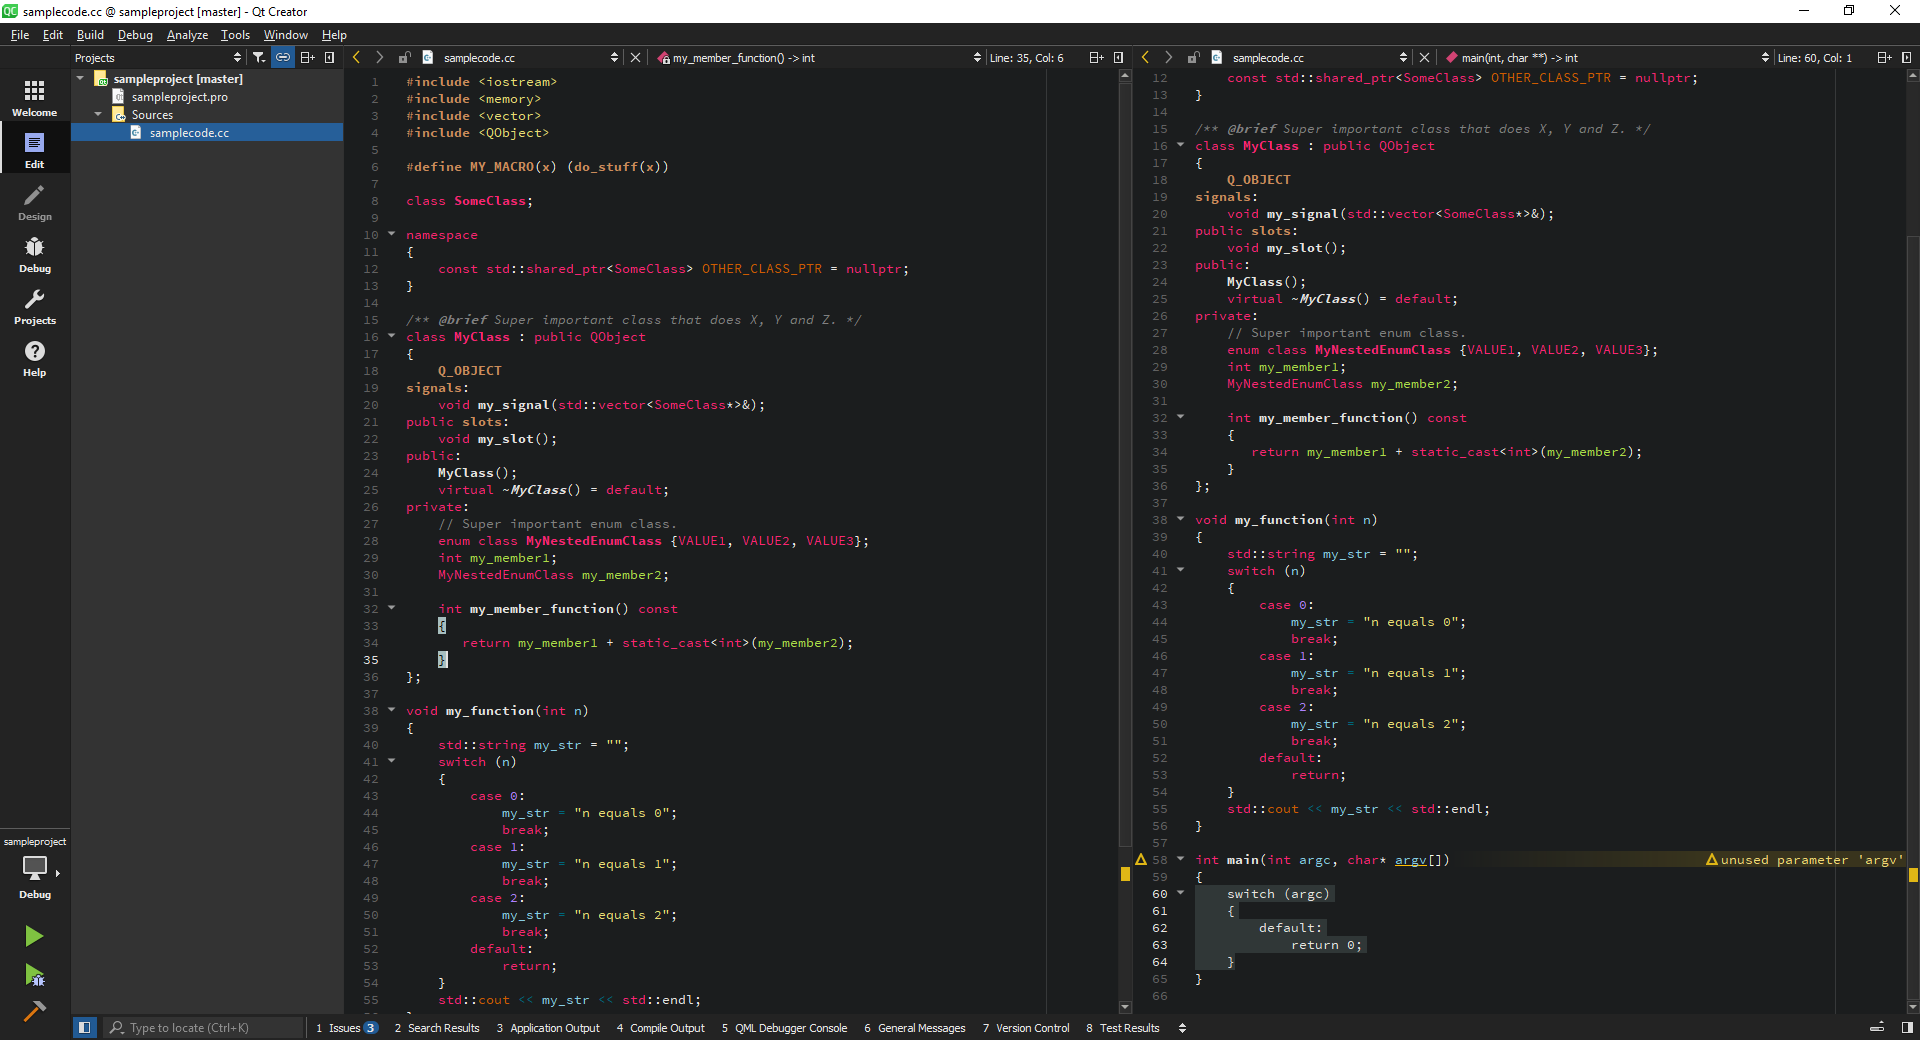 samplecode.cc @ sampleproject [master] - Qt Creator
File Edit Build Debug Analyze Tools Window Help
Projects
sampleproject [master]
sampleproject.pro
Sources
samplecode.cc
Welcome
Edit
Design
Debug
Projects
Help
sampleproject
Debug
samplecode.cc my_member_function() -> int Line: 35, Col: 6
1 #include <iostream>
2 #include <memory>
3 #include <vector>
4 #include <QObject>
5
6 #define MY_MACRO(x) (do_stuff(x))
7
8 class SomeClass;
9
10 namespace
11 {
12     const std::shared_ptr<SomeClass> OTHER_CLASS_PTR = nullptr;
13 }
14
15 /** @brief Super important class that does X, Y and Z. */
16 class MyClass : public QObject
17 {
18     Q_OBJECT
19 signals:
20     void my_signal(std::vector<SomeClass*>&);
21 public slots:
22     void my_slot();
23 public:
24     MyClass();
25     virtual ~MyClass() = default;
26 private:
27     // Super important enum class.
28     enum class MyNestedEnumClass {VALUE1, VALUE2, VALUE3};
29     int my_member1;
30     MyNestedEnumClass my_member2;
31
32     int my_member_function() const
33     {
34        return my_member1 + static_cast<int>(my_member2);
35     }
36 };
37
38 void my_function(int n)
39 {
40     std::string my_str = "";
41     switch (n)
42     {
43         case 0:
44             my_str = "n equals 0";
45             break;
46         case 1:
47             my_str = "n equals 1";
48             break;
49         case 2:
50             my_str = "n equals 2";
51             break;
52         default:
53             return;
54     }
55     std::cout << my_str << std::endl;
samplecode.cc main(int, char **) -> int Line: 60, Col: 1
12     const std::shared_ptr<SomeClass> OTHER_CLASS_PTR = nullptr;
13 }
14
15 /** @brief Super important class that does X, Y and Z. */
16 class MyClass : public QObject
17 {
18     Q_OBJECT
19 signals:
20     void my_signal(std::vector<SomeClass*>&);
21 public slots:
22     void my_slot();
23 public:
24     MyClass();
25     virtual ~MyClass() = default;
26 private:
27     // Super important enum class.
28     enum class MyNestedEnumClass {VALUE1, VALUE2, VALUE3};
29     int my_member1;
30     MyNestedEnumClass my_member2;
31
32     int my_member_function() const
33     {
34        return my_member1 + static_cast<int>(my_member2);
35     }
36 };
37
38 void my_function(int n)
39 {
40     std::string my_str = "";
41     switch (n)
42     {
43         case 0:
44             my_str = "n equals 0";
45             break;
46         case 1:
47             my_str = "n equals 1";
48             break;
49         case 2:
50             my_str = "n equals 2";
51             break;
52         default:
53             return;
54     }
55     std::cout << my_str << std::endl;
56 }
57
58 int main(int argc, char* argv[]) unused parameter 'argv'
59 {
60     switch (argc)
61     {
62         default:
63             return 0;
64     }
65 }
66
Type to locate (Ctrl+K) 1 Issues 3 2 Search Results 3 Application Output 4 Compile Output 5 QML Debugger Console 6 General Messages 7 Version Control 8 Test Results